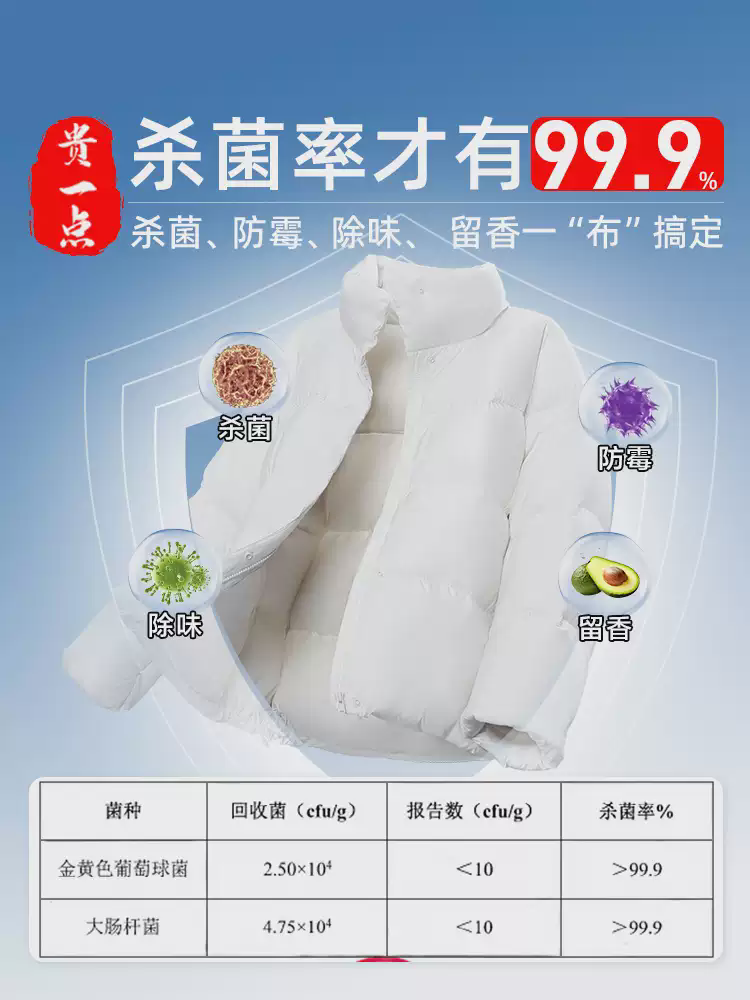 贵一点
杀菌率才有99.9%
杀菌、防霉、除味、 留香一“布”搞定
杀菌
防霉
除味
留香
菌种 回收菌（cfu/g） 报告数（cfu/g） 杀菌率%
金黄色葡萄球菌 2.50×10⁴ ＜10 ＞99.9
大肠杆菌 4.75×10⁴ ＜10 ＞99.9